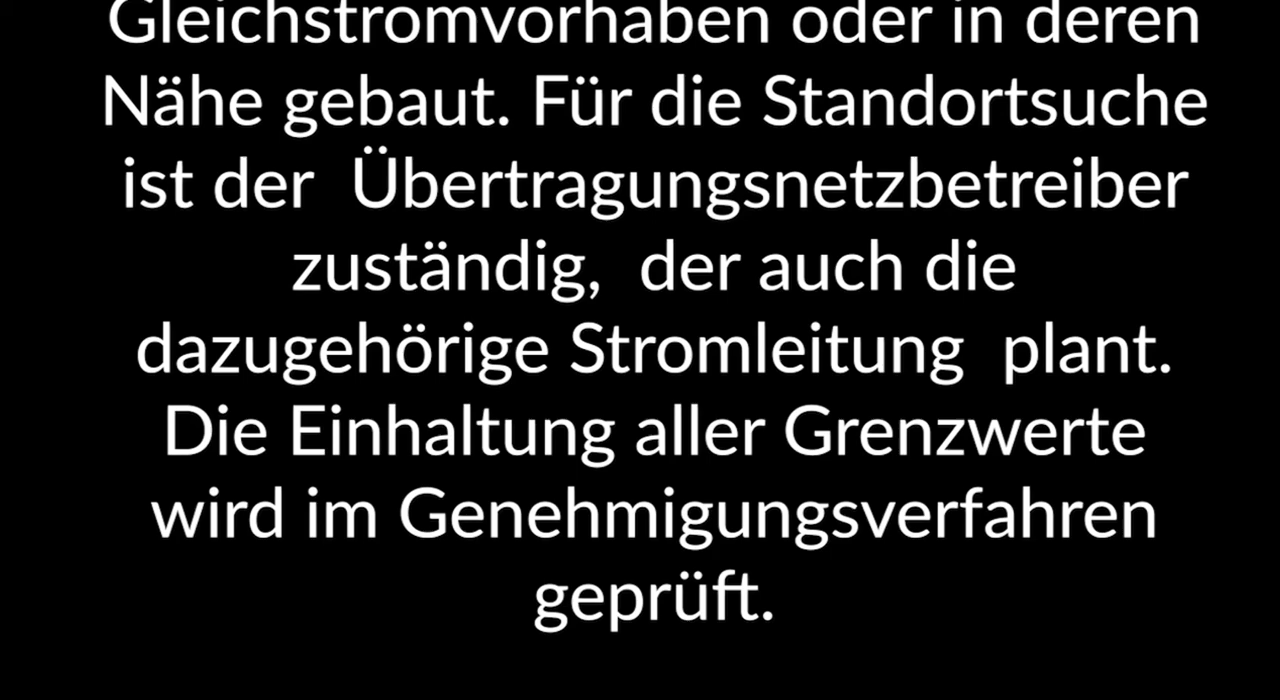 Gleichstromvorhaben oder in deren
Nähe gebaut. Für die Standortsuche
ist der  Übertragungsnetzbetreiber
zuständig,  der auch die
dazugehörige Stromleitung  plant.
Die Einhaltung aller Grenzwerte
wird im Genehmigungsverfahren
geprüft.